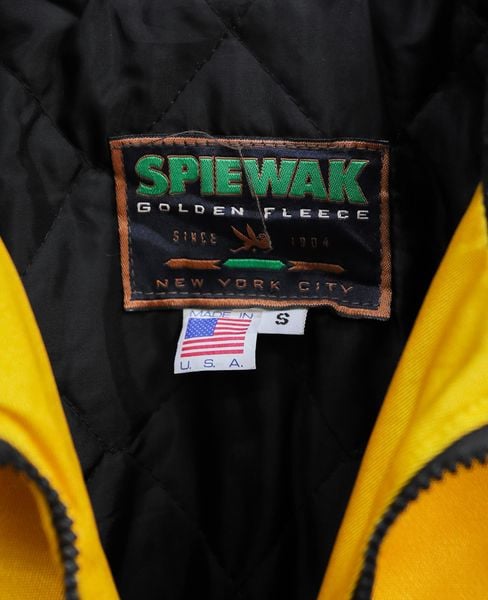 SPIEWAK
GOLDEN FLEECE
SINCE 1904
NEW YORK CITY
MADE IN
U. S. A.
S